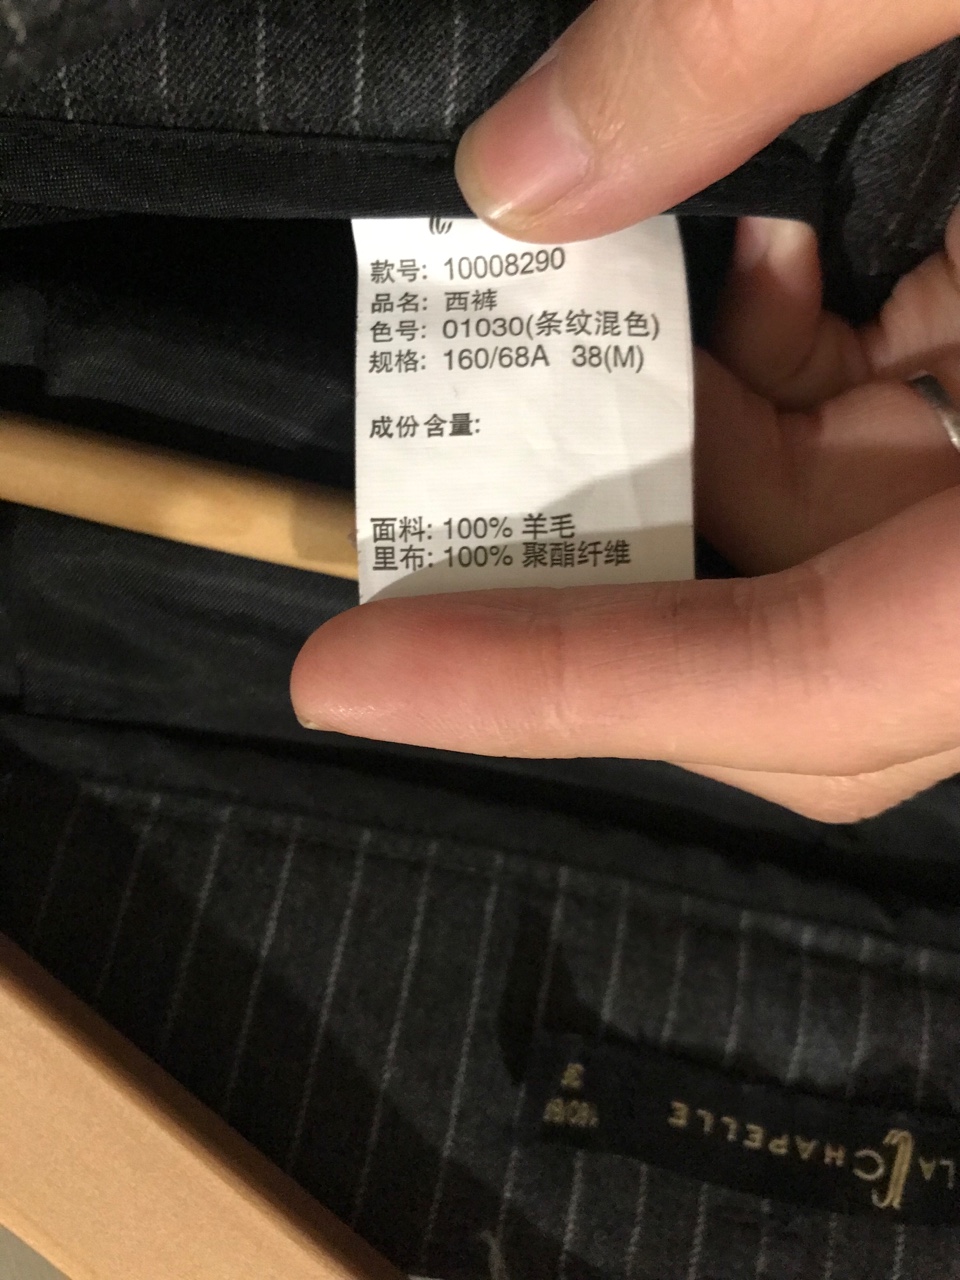 款号: 10008290
品名: 西裤
色号: 01030(条纹混色)
规格: 160/68A 38(M)
成份含量:
面料: 100% 羊毛
里布: 100% 聚酯纤维
LA CHAPELLE